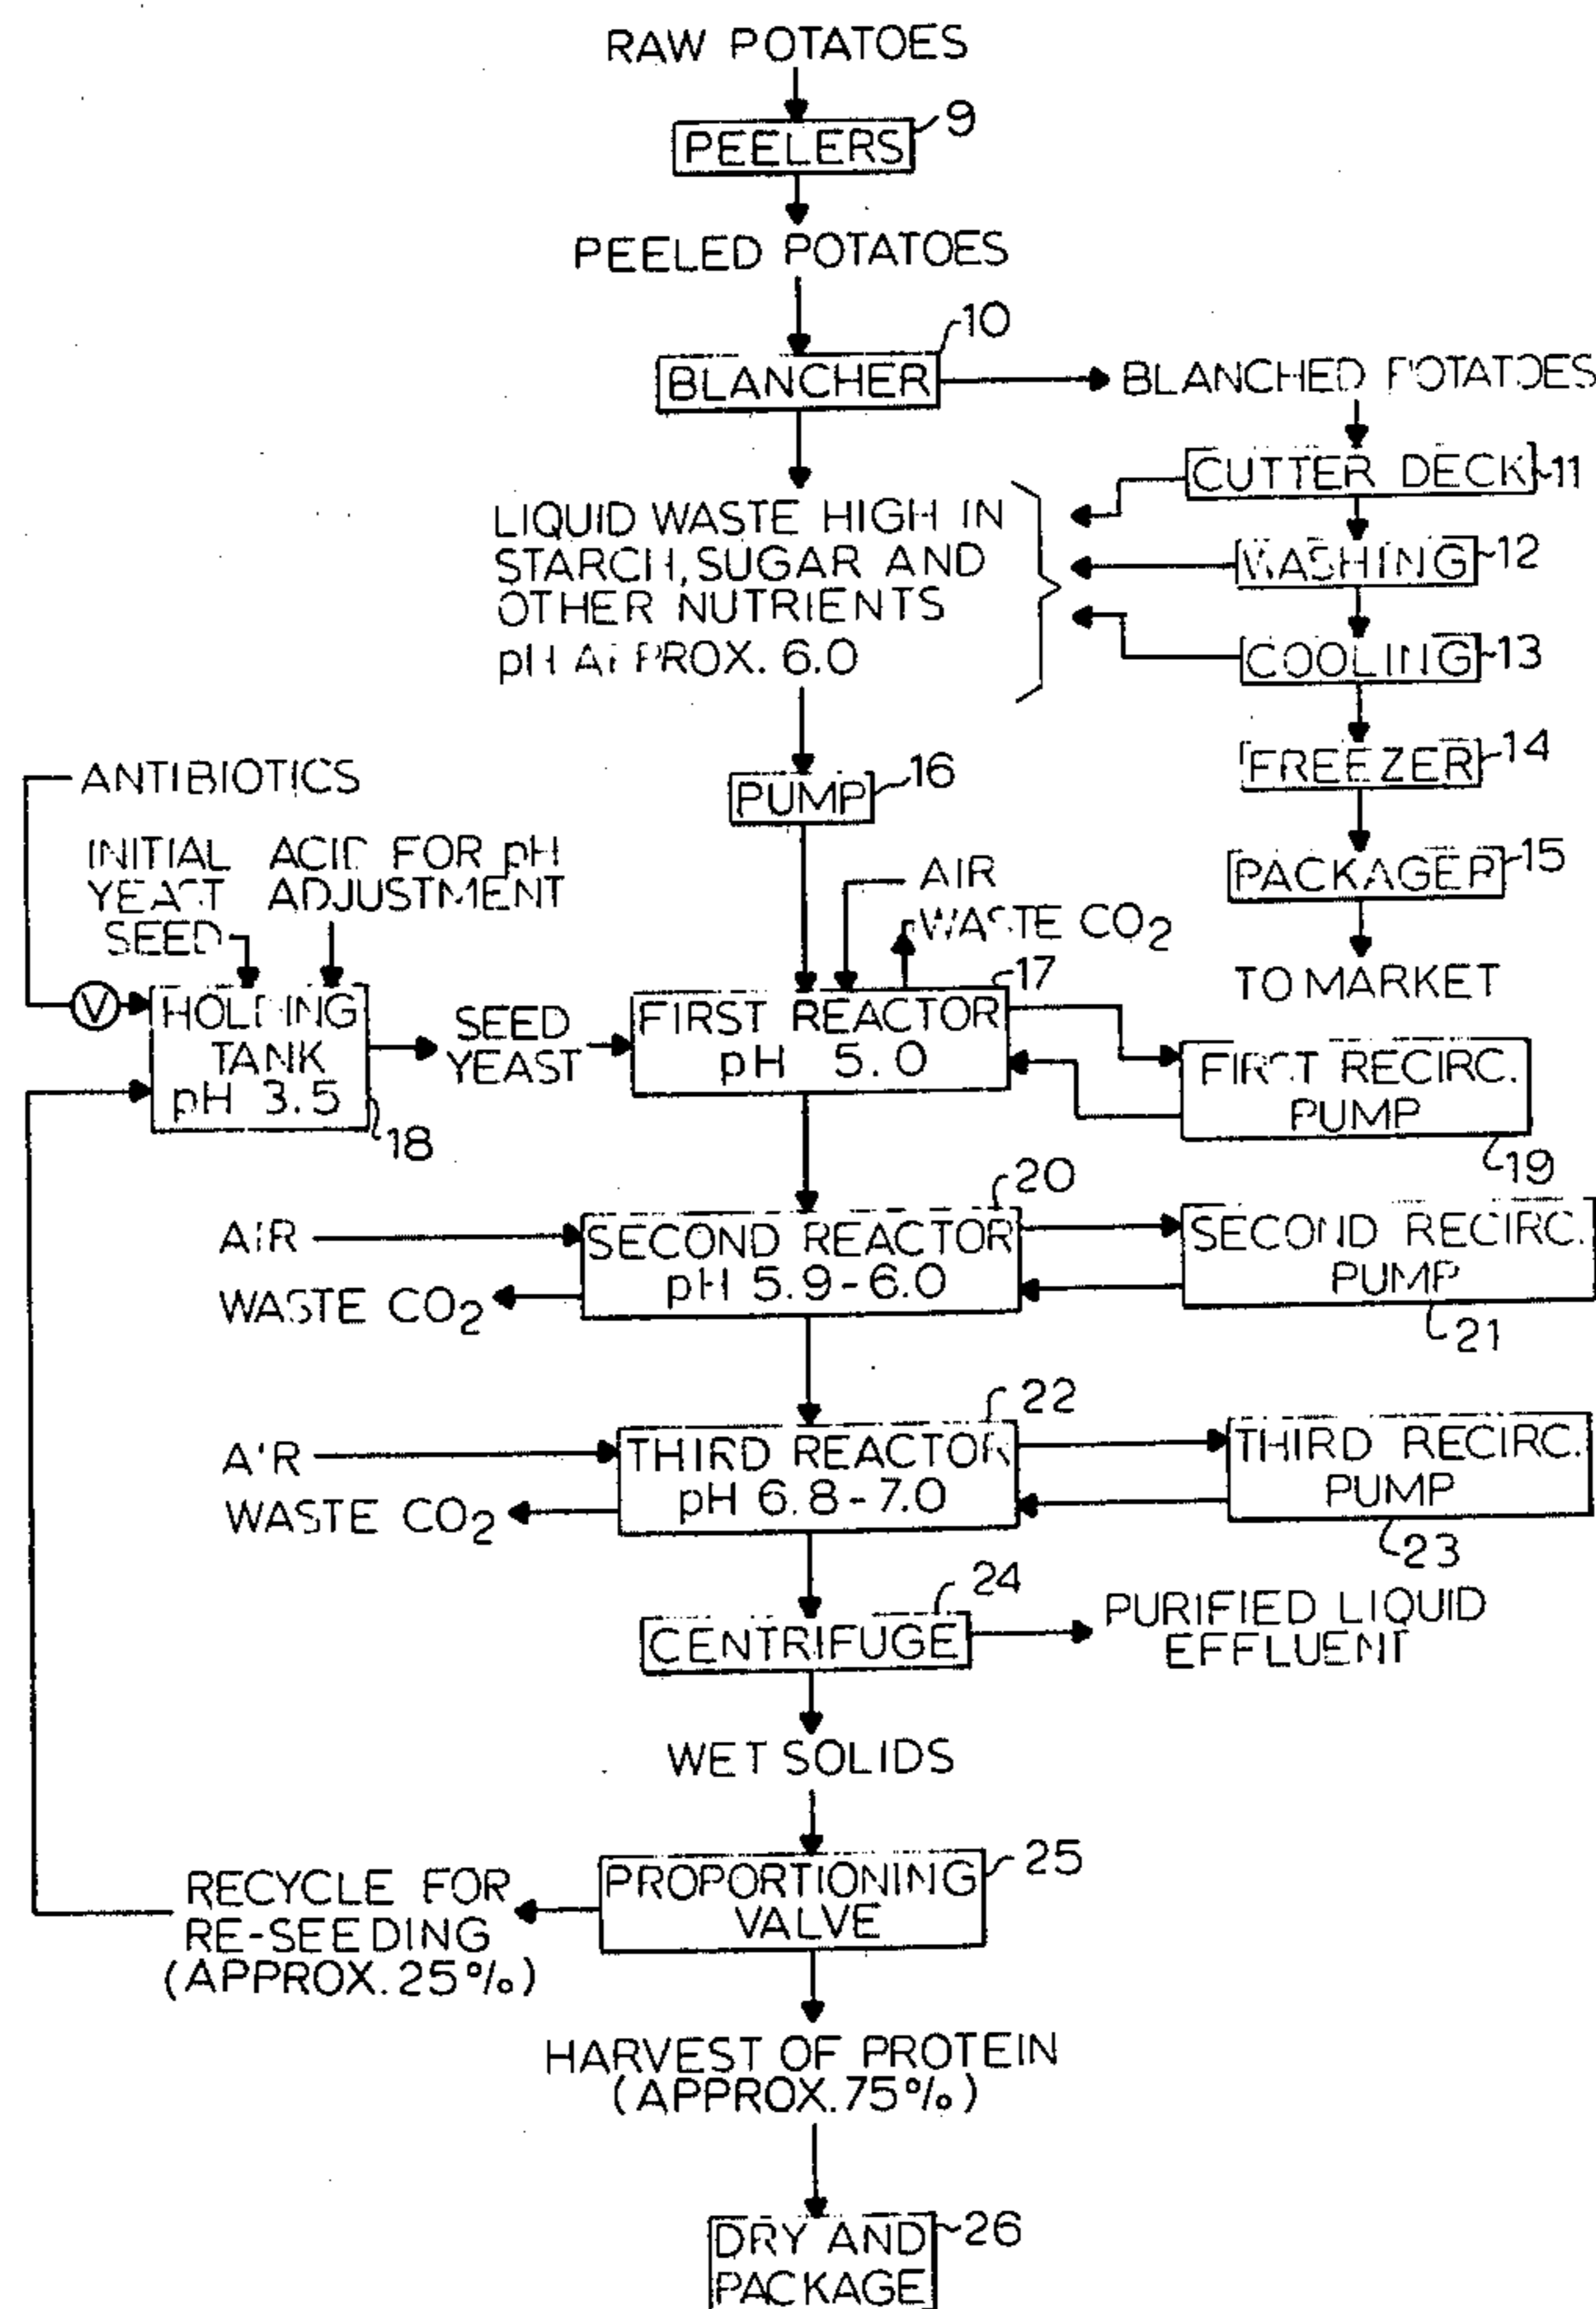 RAW POTATOES
PEELERS
9
PEELED POTATOES
10
BLANCHER
BLANCHED POTATOES
CUTTER DECK
11
LIQUID WASTE HIGH IN
STARCH, SUGAR AND
OTHER NUTRIENTS
pH APPROX. 6.0
WASHING
12
COOLING
13
FREEZER
14
PACKAGER
15
TO MARKET
PUMP
16
ANTIBIOTICS
INITIAL
YEAST
SEED
ACID FOR pH
ADJUSTMENT
AIR
WASTE CO2
V
HOLDING
TANK
pH 3.5
18
SEED
YEAST
17
FIRST REACTOR
pH 5.0
FIRST RECIRC.
PUMP
19
20
AIR
WASTE CO2
SECOND REACTOR
pH 5.9-6.0
SECOND RECIRC.
PUMP
21
22
AIR
WASTE CO2
THIRD REACTOR
pH 6.8-7.0
THIRD RECIRC.
PUMP
23
24
CENTRIFUGE
PURIFIED LIQUID
EFFLUENT
WET SOLIDS
25
PROPORTIONING
VALVE
RECYCLE FOR
RE-SEEDING
(APPROX. 25%)
HARVEST OF PROTEIN
(APPROX. 75%)
DRY AND
PACKAGE
26